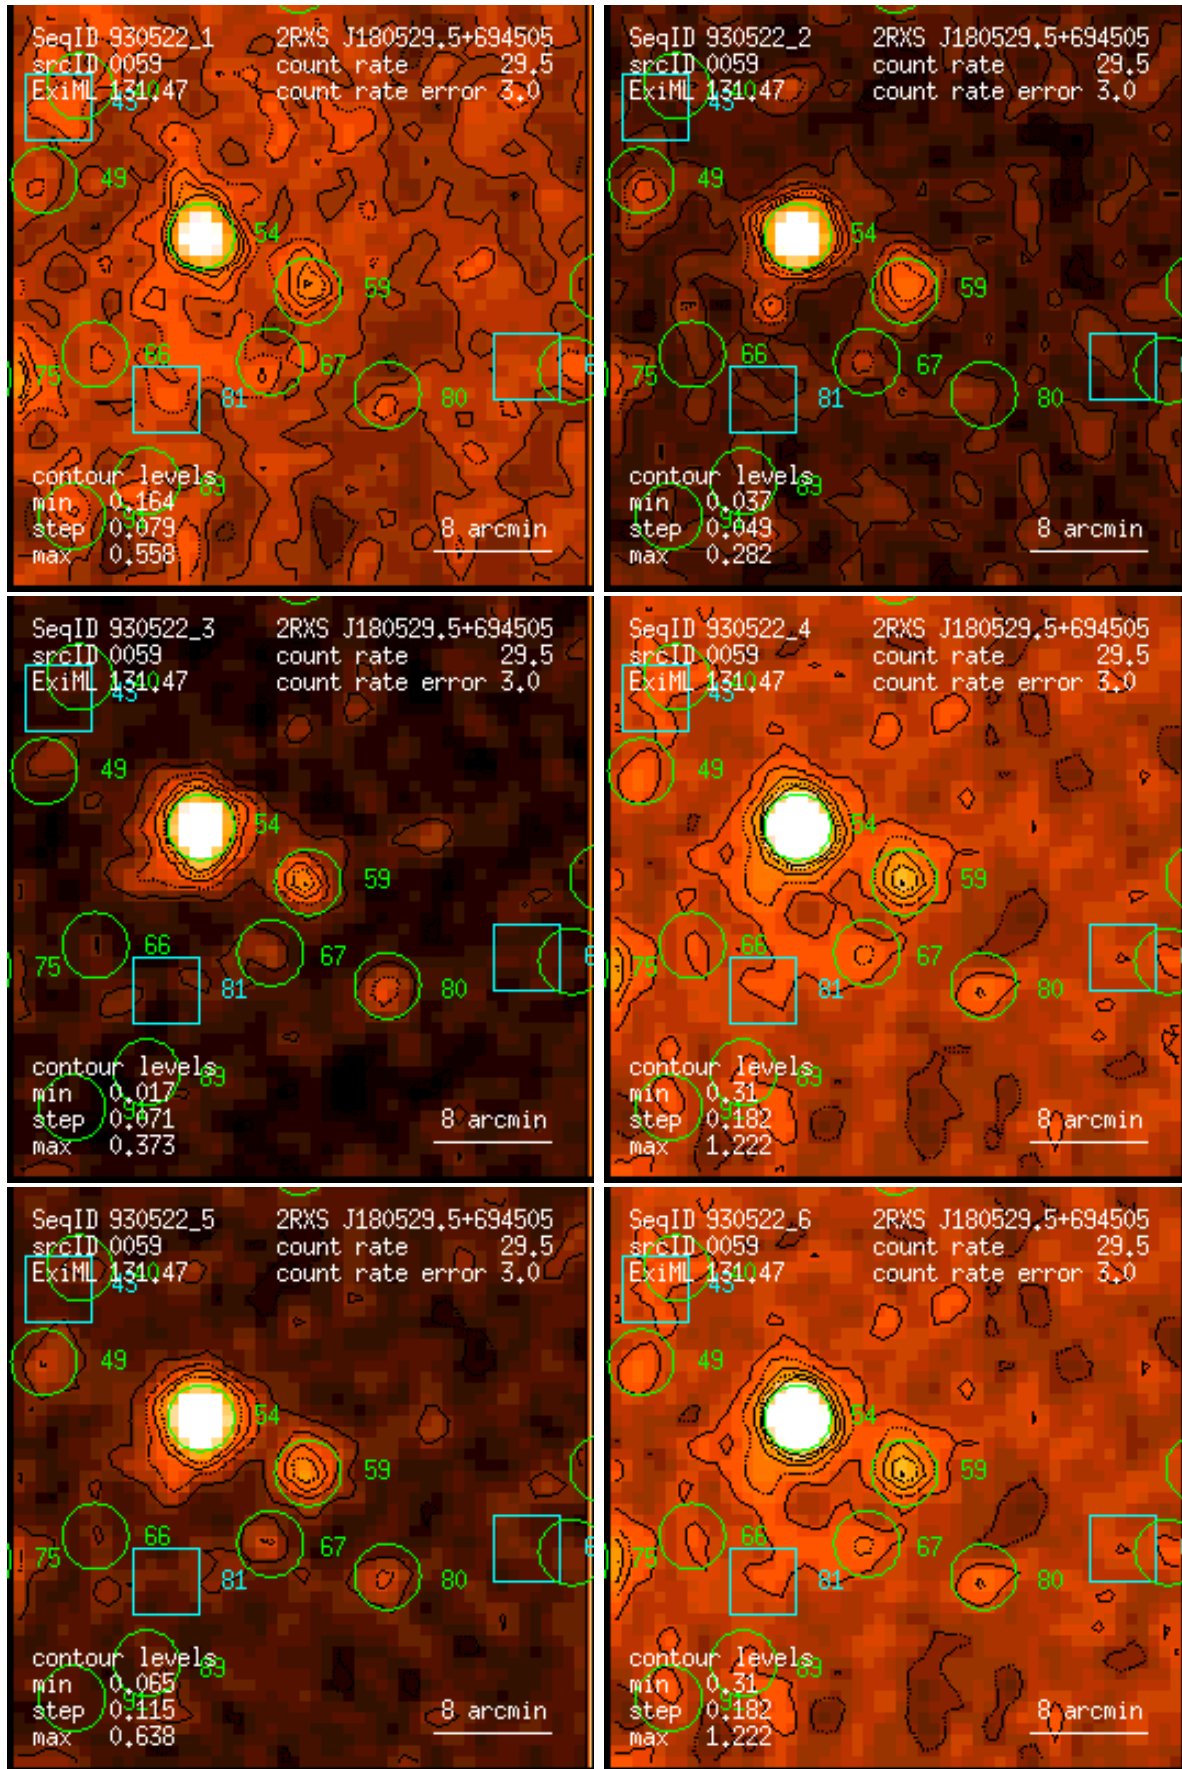 SeqID 930522_1 2RXS J180529.5+694505
srcID 0059 count rate 29.5
ExiML 131.47 count rate error 3.0
43
49
54
59
66
67
75
81
80
contour levels
89
min 0.164
step 0.079 8 arcmin
max 0.558
SeqID 930522_2 2RXS J180529.5+694505
srcID 0059 count rate 29.5
ExiML 131.47 count rate error 3.0
43
49
54
59
66
67
75
81
80
contour levels
89
min 0.037
step 0.049 8 arcmin
max 0.282
SeqID 930522_3 2RXS J180529.5+694505
srcID 0059 count rate 29.5
ExiML 131.47 count rate error 3.0
43
49
54
59
66
67
75
81
80
contour levels
89
min 0.017
step 0.071 8 arcmin
max 0.373
SeqID 930522_4 2RXS J180529.5+694505
srcID 0059 count rate 29.5
ExiML 131.47 count rate error 3.0
43
49
54
59
66
67
75
81
80
contour levels
89
min 0.31
step 0.182 8 arcmin
max 1.222
SeqID 930522_5 2RXS J180529.5+694505
srcID 0059 count rate 29.5
ExiML 131.47 count rate error 3.0
43
49
54
59
66
67
75
81
80
contour levels
89
min 0.065
step 0.115 8 arcmin
max 0.638
SeqID 930522_6 2RXS J180529.5+694505
srcID 0059 count rate 29.5
ExiML 131.47 count rate error 3.0
43
49
54
59
66
67
75
81
80
contour levels
89
min 0.31
step 0.182 8 arcmin
max 1.222